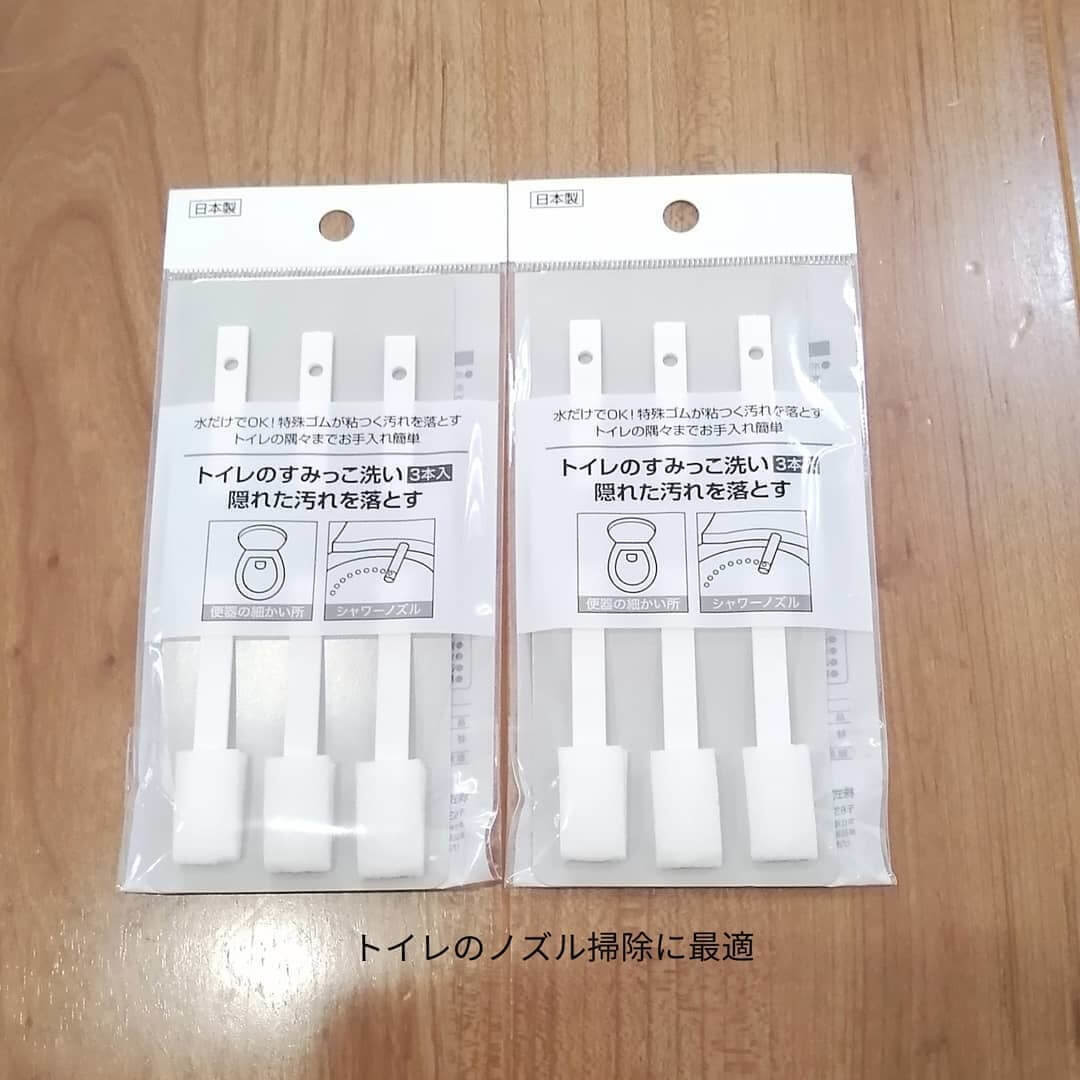 日本製
水だけでOK!特殊ゴムが粘つく汚れを落とす
トイレの隅々までお手入れ簡単
トイレのすみっこ洗い 3本入
隠れた汚れを落とす
便器の細かい所
シャワーノズル
日本製
水だけでOK!特殊ゴムが粘つく汚れを落とす
トイレの隅々までお手入れ簡単
トイレのすみっこ洗い 3本入
隠れた汚れを落とす
便器の細かい所
シャワーノズル
トイレのノズル掃除に最適